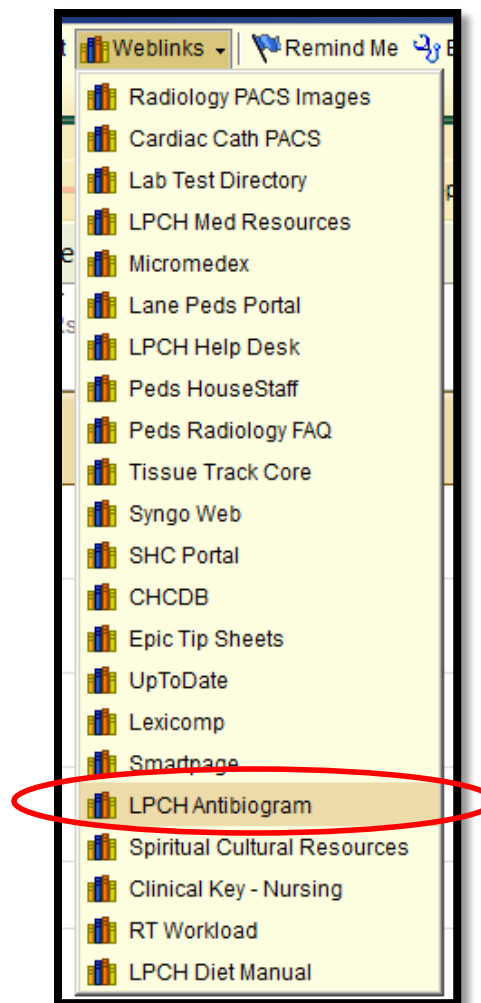 Weblinks Remind Me
Radiology PACS Images
Cardiac Cath PACS
Lab Test Directory
LPCH Med Resources
Micromedex
Lane Peds Portal
LPCH Help Desk
Peds HouseStaff
Peds Radiology FAQ
Tissue Track Core
Syngo Web
SHC Portal
CHCDB
Epic Tip Sheets
UpToDate
Lexicomp
Smartpage
LPCH Antibiogram
Spiritual Cultural Resources
Clinical Key - Nursing
RT Workload
LPCH Diet Manual